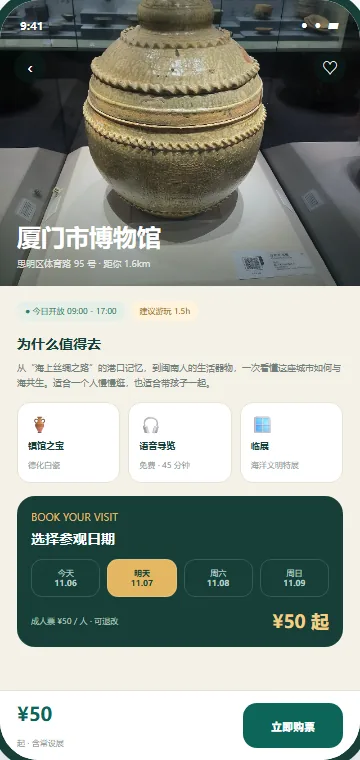 9:41
‹
厦门市博物馆
思明区体育路 95 号 · 距你 1.6km
今日开放 09:00 - 17:00
建议游玩 1.5h
为什么值得去
从“海上丝绸之路”的港口记忆，到闽南人的生活器物，一次看懂这座城市如何与
海共生。适合一个人慢慢逛，也适合带孩子一起。
镇馆之宝
德化白瓷
语音导览
免费 · 45 分钟
临展
海洋文明特展
BOOK YOUR VISIT
选择参观日期
今天
11.06
明天
11.07
周六
11.08
周日
11.09
成人票 ¥50 / 人 · 可退改
¥50 起
¥50
起 · 含常设展
立即购票